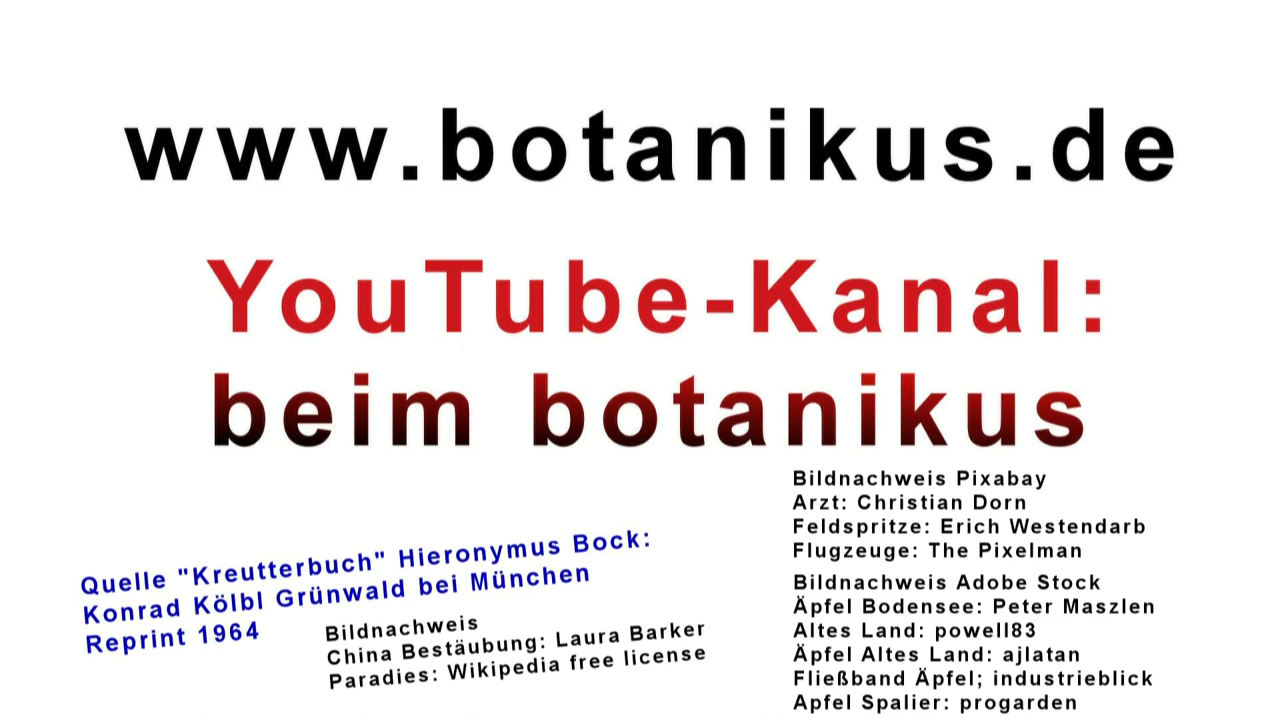 www.botanikus.de
YouTube-Kanal:
beim botanikus
Quelle "Kreutterbuch" Hieronymus Bock:
Konrad Kölbl Grünwald bei München
Reprint 1964
Bildnachweis
China Bestäubung: Laura Barker
Paradies: Wikipedia free license
Bildnachweis Pixabay
Arzt: Christian Dorn
Feldspritze: Erich Westendarb
Flugzeuge: The Pixelman
Bildnachweis Adobe Stock
Äpfel Bodensee: Peter Maszlen
Altes Land: powell83
Äpfel Altes Land: ajlatan
Fließband Äpfel; industrieblick
Apfel Spalier: progarden